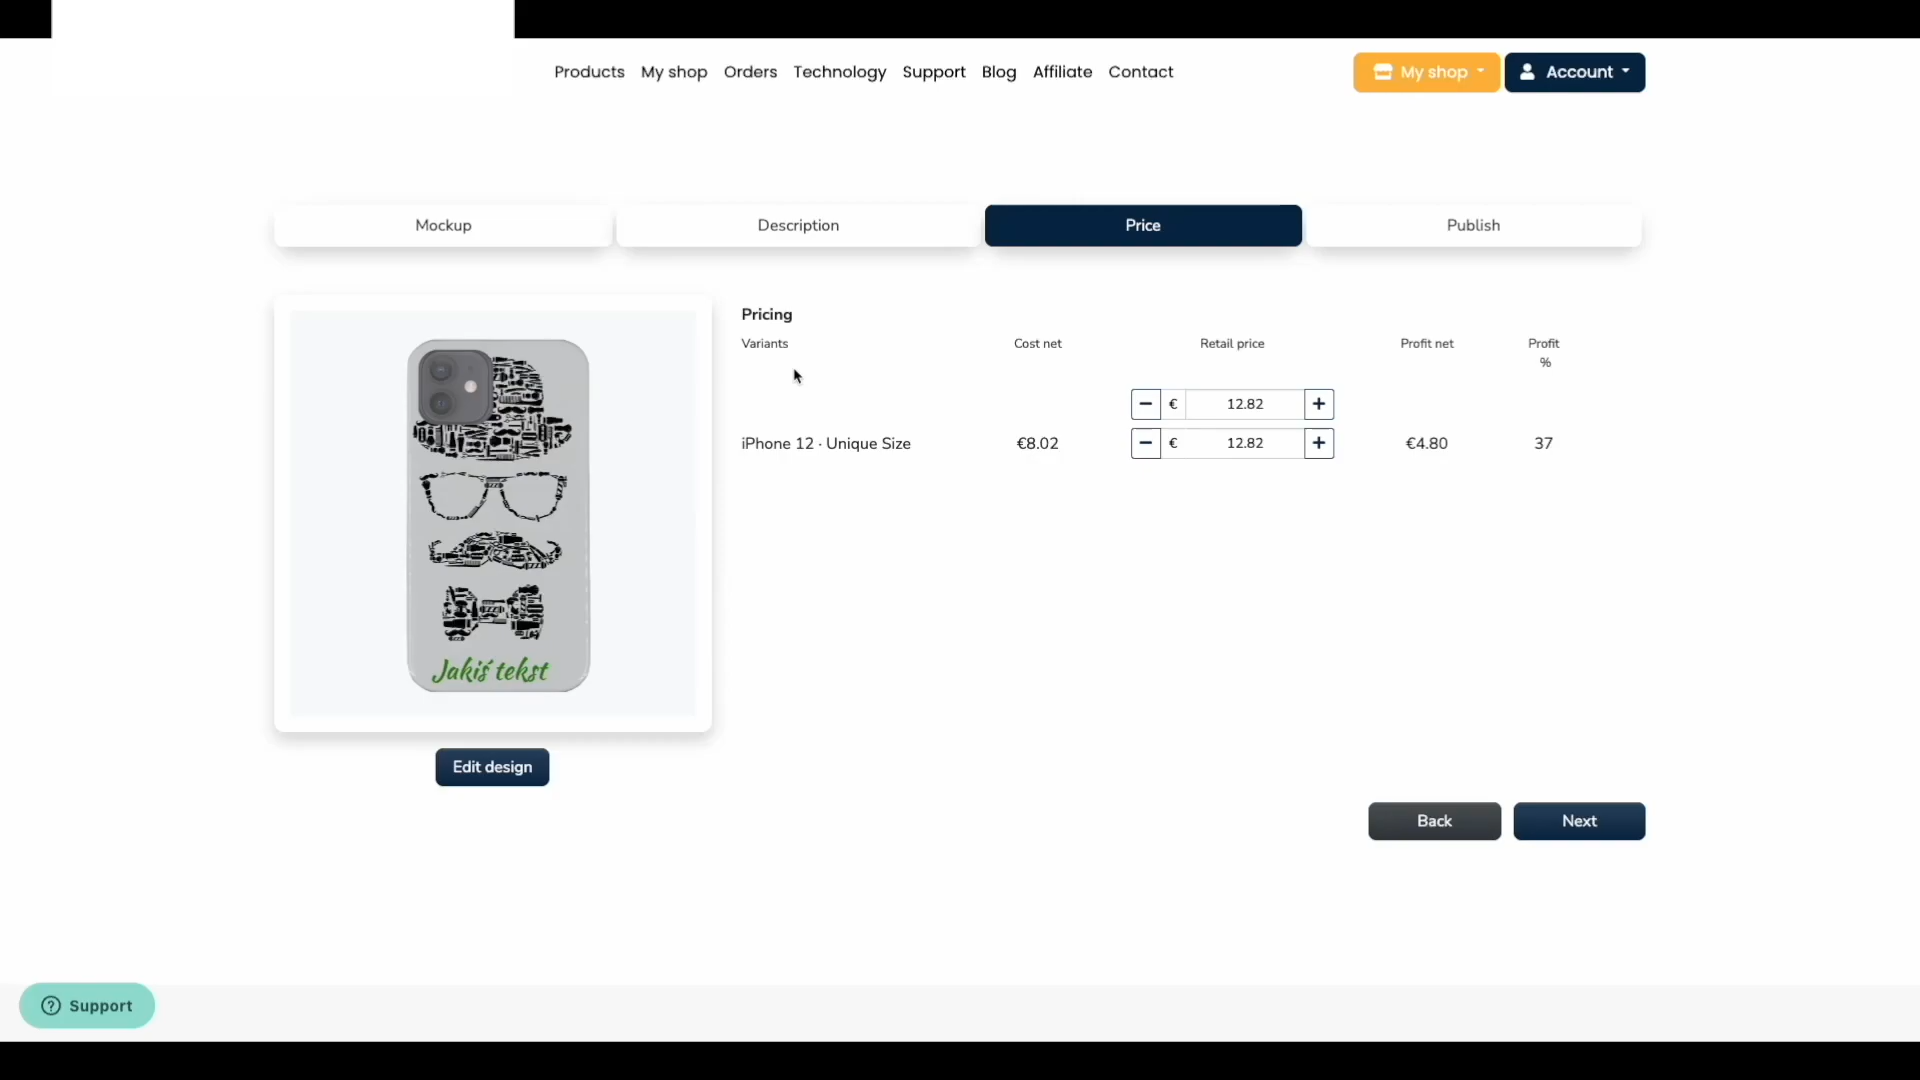 Products My shop Orders Technology Support Blog Affiliate Contact
My shop Account
Mockup Description Price Publish
Pricing
Variants Cost net Retail price Profit net Profit
%
− € 12.82 +
iPhone 12 · Unique Size €8.02 − € 12.82 + €4.80 37
Jakiś tekst
Edit design
Back Next
? Support